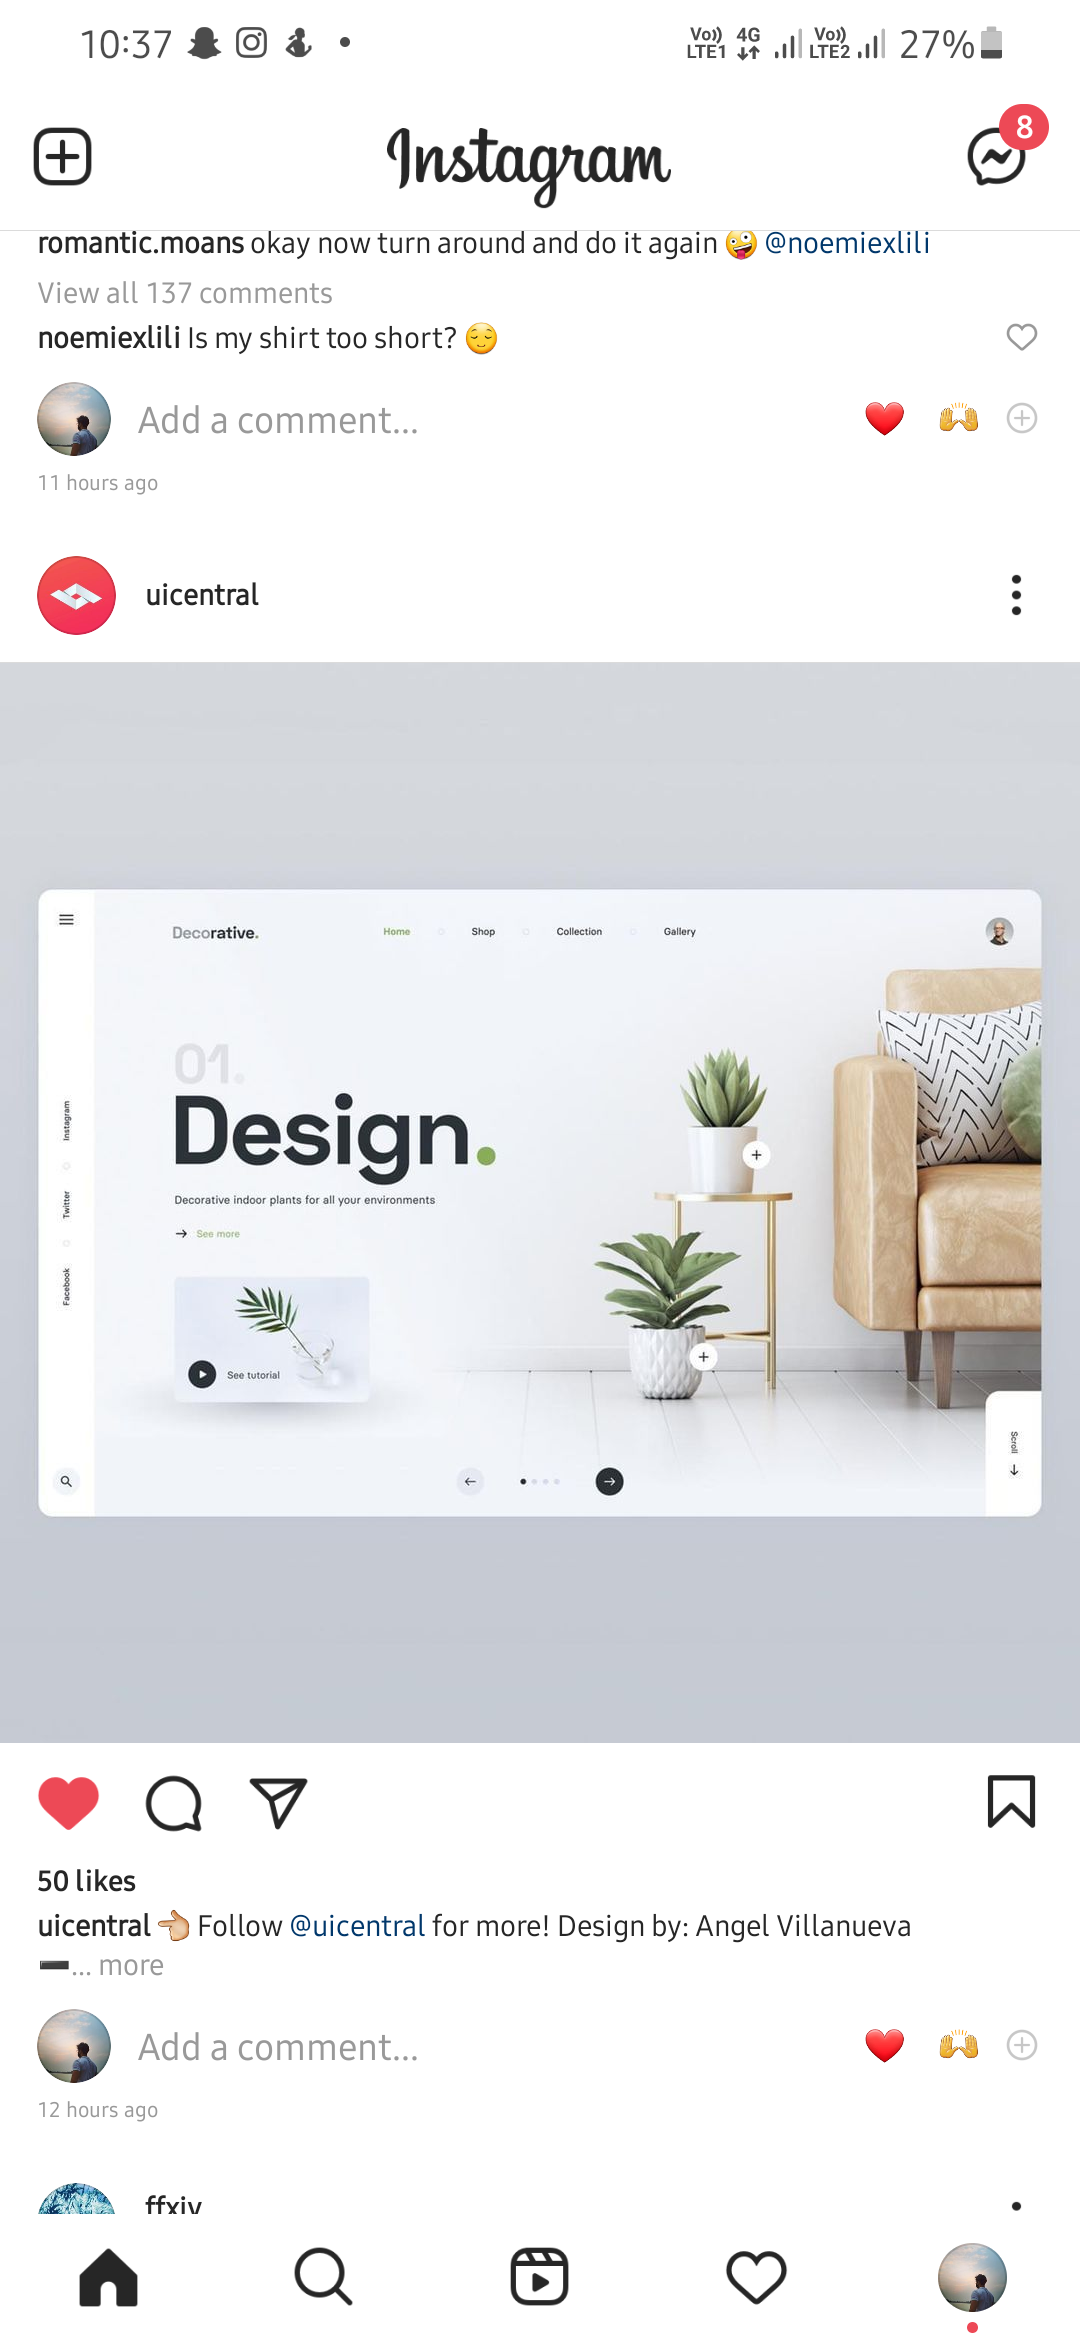 10:37
Vo)) LTE1 4G Vo)) LTE2 27%
Instagram
8
romantic.moans okay now turn around and do it again 🤪 @noemiexlili
View all 137 comments
noemiexlili Is my shirt too short? 😌
Add a comment... ❤️ 🙌
11 hours ago
uicentral
Decorative. Home Shop Collection Gallery
01.
Design.
Decorative indoor plants for all your environments
→ See more
See tutorial
Instagram
Twitter
Facebook
Scroll
50 likes
uicentral 👈🏼 Follow @uicentral for more! Design by: Angel Villanueva
➖... more
Add a comment... ❤️ 🙌
12 hours ago
ffxiv